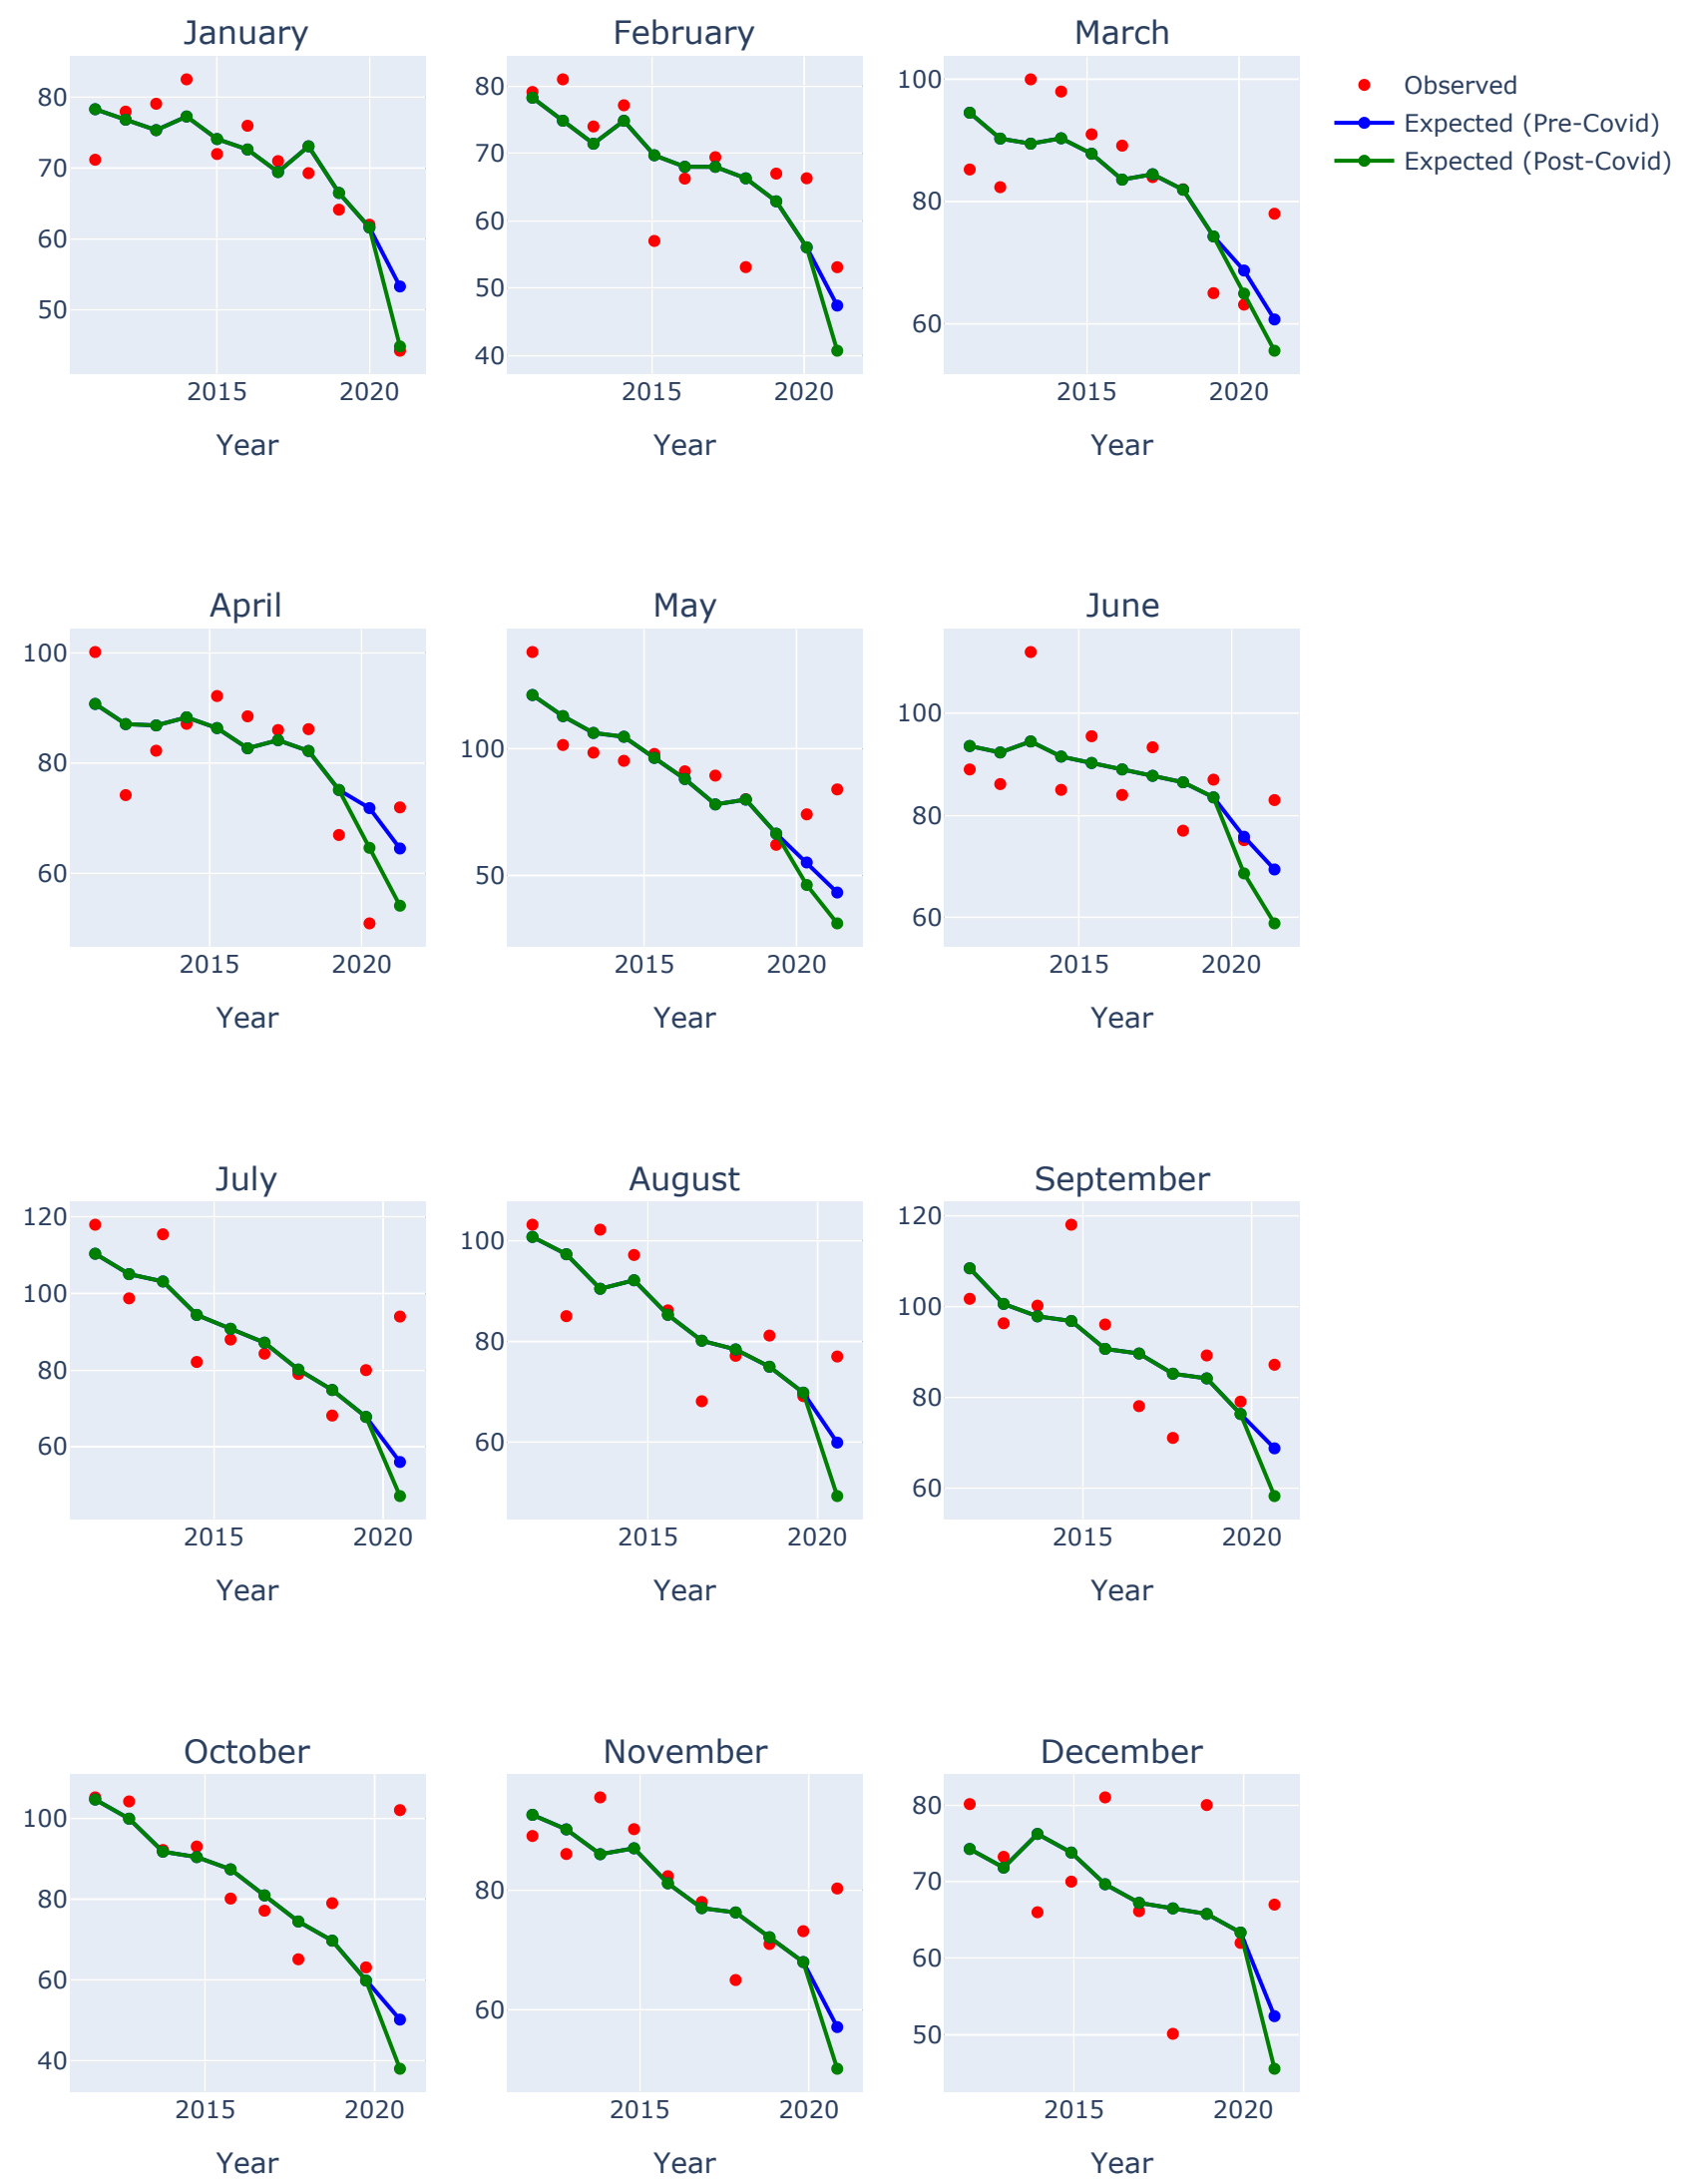 January
February
March
80
70
60
50
80
70
60
50
40
100
80
60
Observed
Expected (Pre-Covid)
Expected (Post-Covid)
2015 2020
2015 2020
2015 2020
Year
Year
Year
April
May
June
100
80
60
100
50
100
80
60
2015 2020
2015 2020
2015 2020
Year
Year
Year
July
August
September
120
100
80
60
100
80
60
120
100
80
60
2015 2020
2015 2020
2015 2020
Year
Year
Year
October
November
December
100
80
60
40
80
60
80
70
60
50
2015 2020
2015 2020
2015 2020
Year
Year
Year